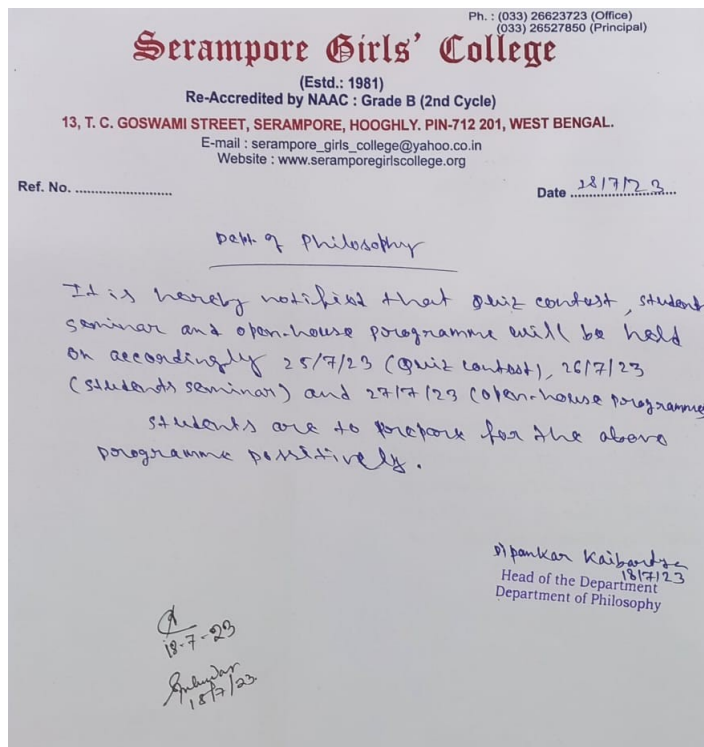 Ph. : (033) 26623723 (Office)
(033) 26527850 (Principal)
Serampore Girls' College
(Estd.: 1981)
Re-Accredited by NAAC : Grade B (2nd Cycle)
13, T. C. GOSWAMI STREET, SERAMPORE, HOOGHLY. PIN-712 201, WEST BENGAL.
E-mail : serampore_girls_college@yahoo.co.in
Website : www.seramporegirlscollege.org
Ref. No. ........................
Date 18/7/23
Dept. of Philosophy
It is hereby notified that Quiz contest, student
seminar and open-house programme will be held
on accordingly 25/7/23 (Quiz contest), 26/7/23
(students seminar) and 27/7/23 (open-house programme
students are to prepare for the above
programme possitively.
Dipankar Kaibartya
18/7/23
Head of the Department
Department of Philosophy
18-7-23
18/7/23